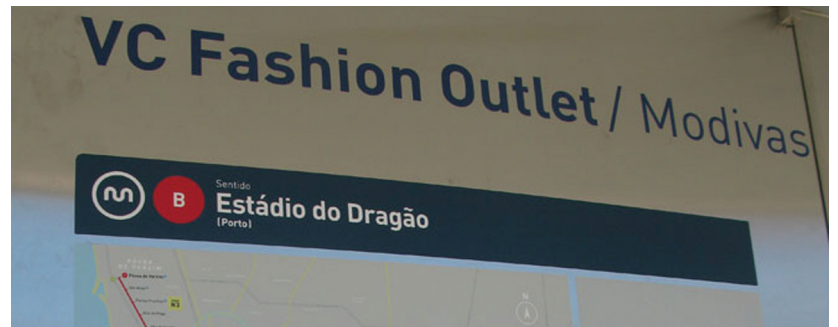 VC Fashion Outlet / Modivas
B
Sentido
Estádio do Dragão
(Porto)
N